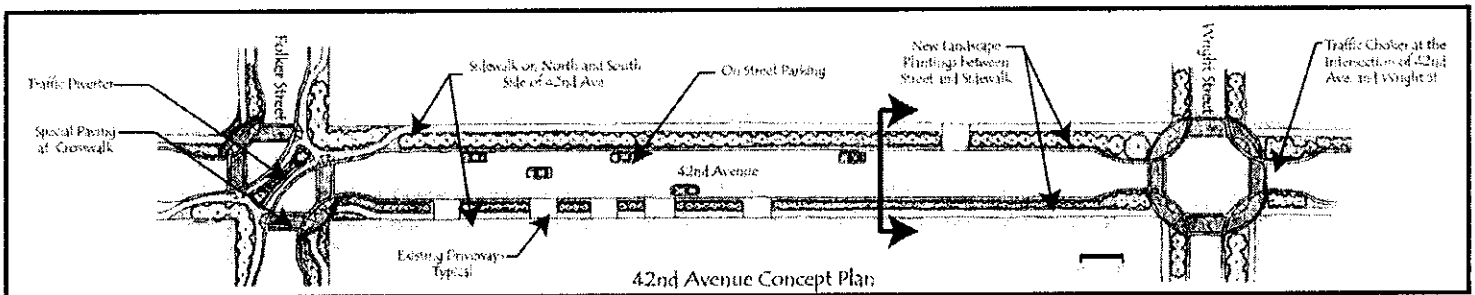 Traffic Diverter
Special Paving
at Crosswalk
Folker Street
Sidewalk on North and South
Side of 42nd Ave
On Street Parking
New Landscape
Plantings between
Street and Sidewalk
Wright Street
Traffic Choker at the
Intersection of 42nd
Ave. and Wright St
42nd Avenue
Existing Driveways
Typical
42nd Avenue Concept Plan